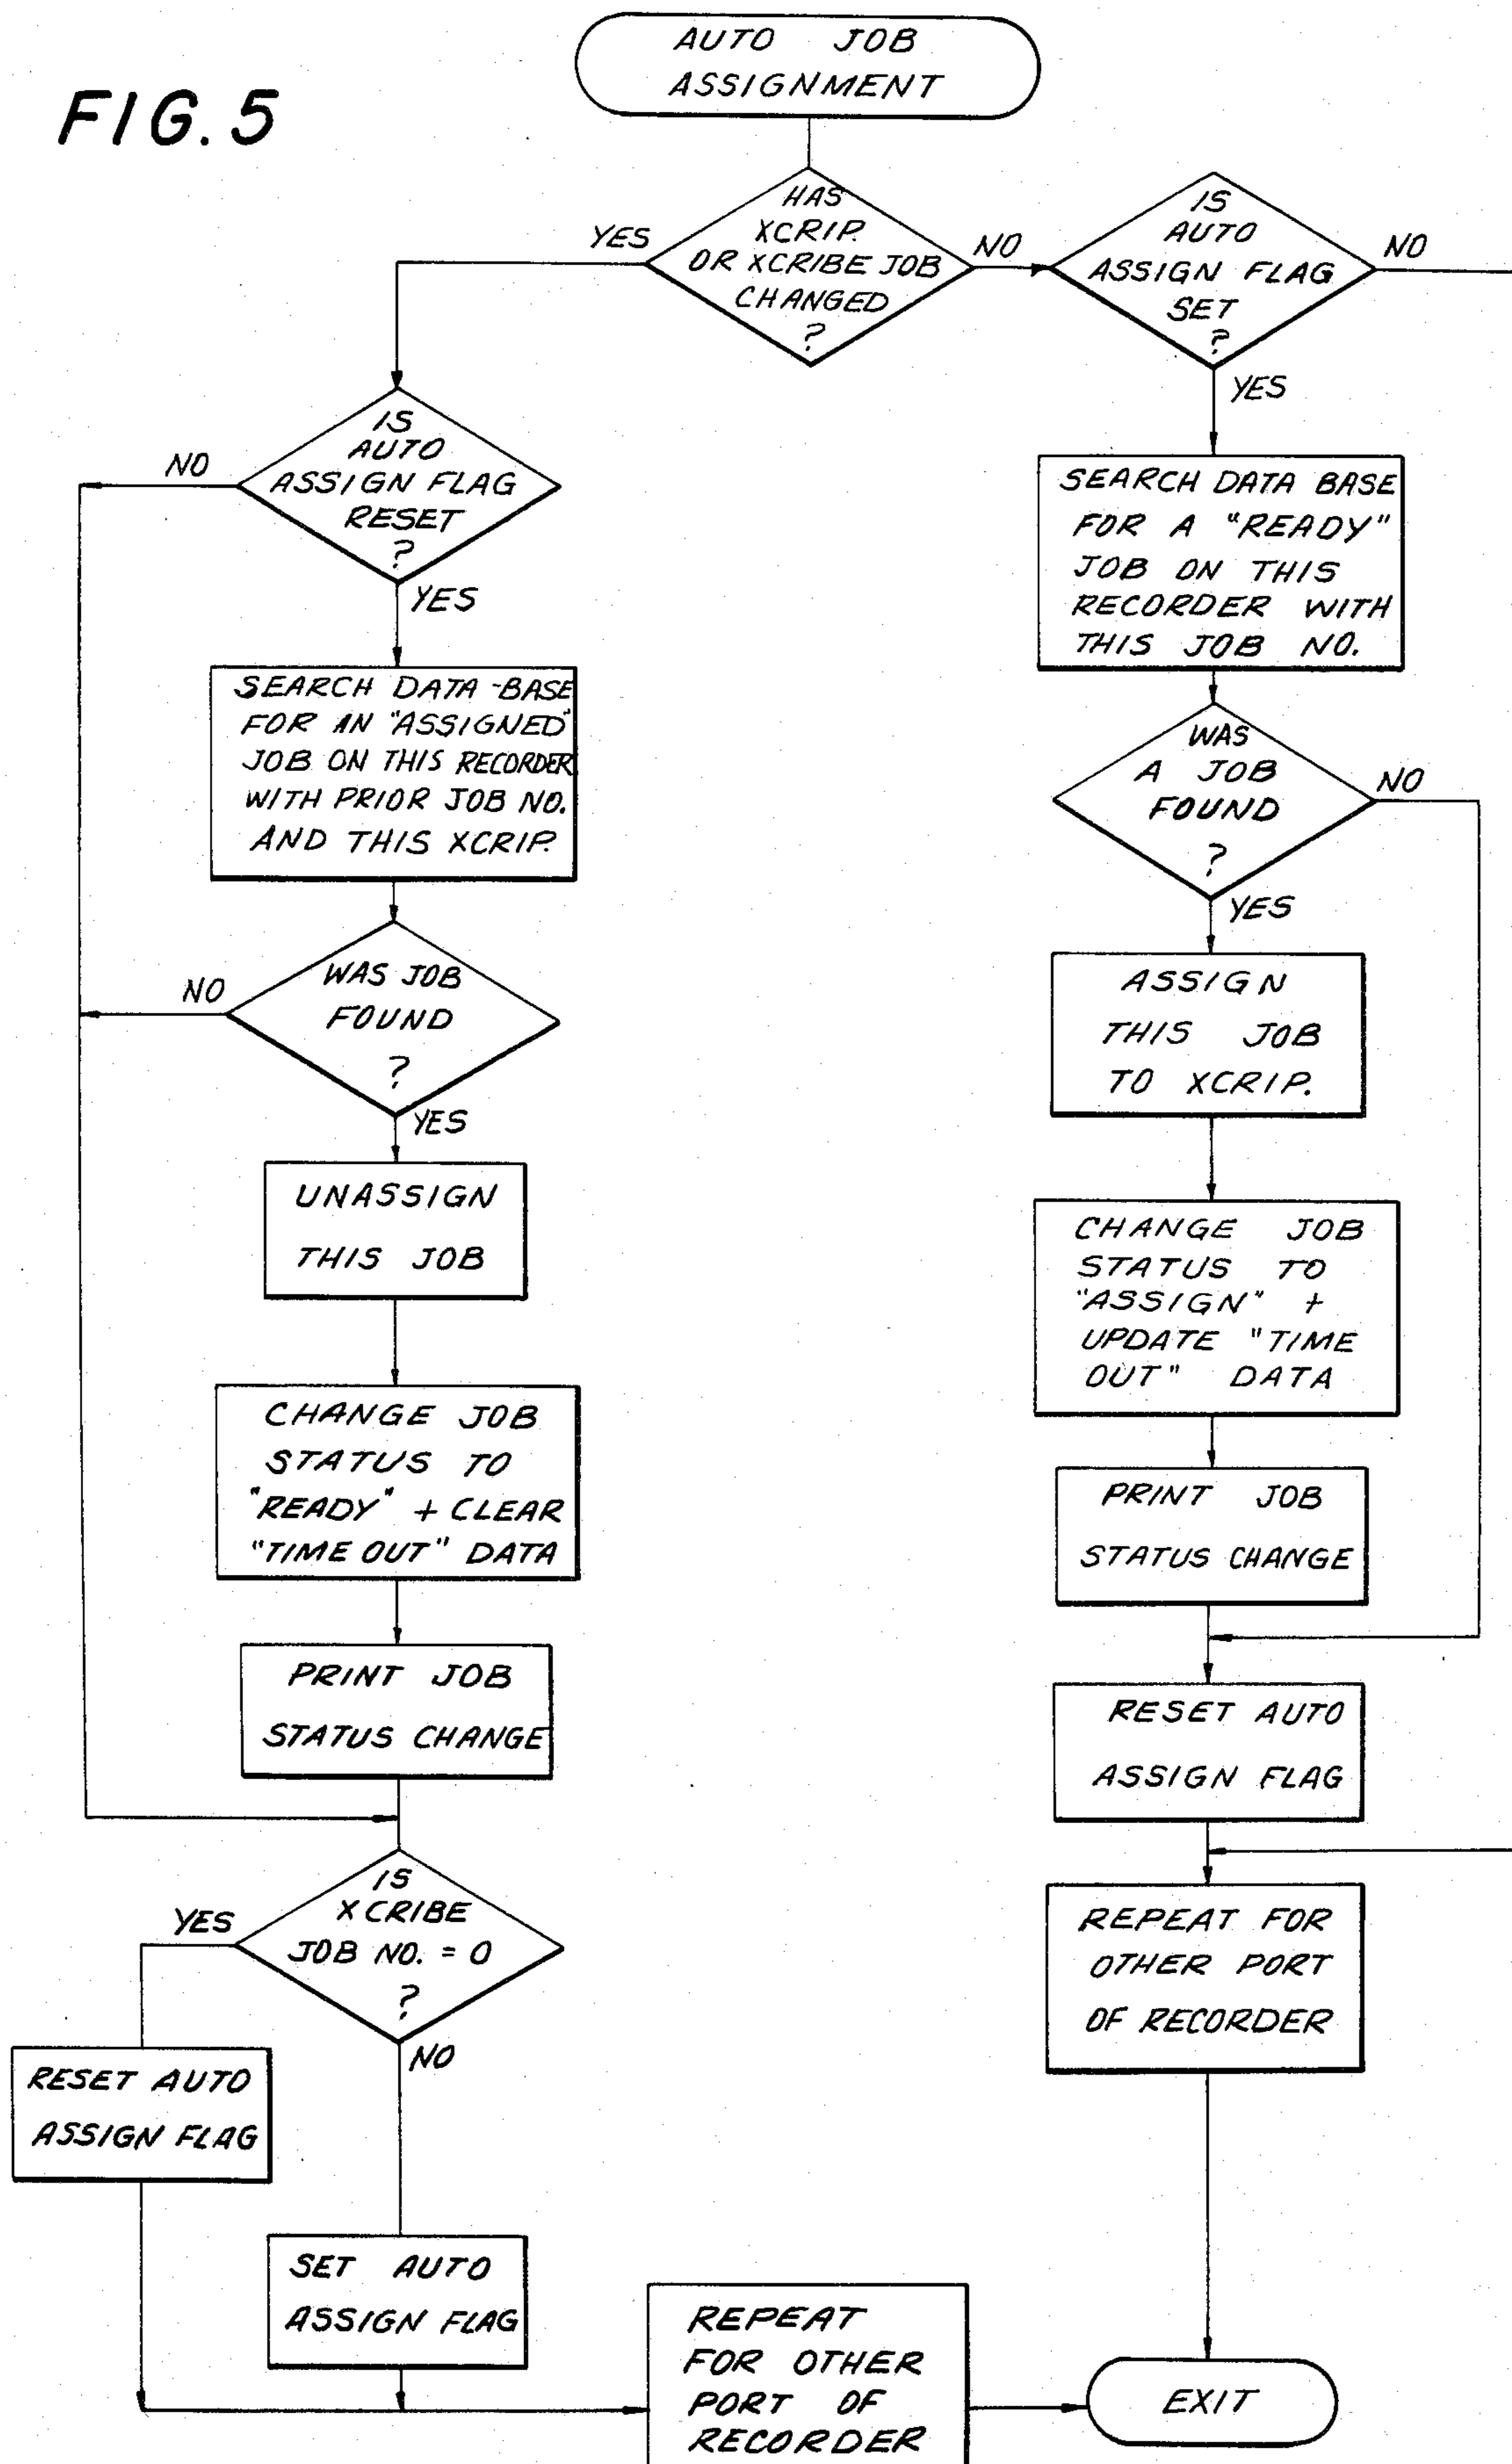 FIG. 5
AUTO JOB
ASSIGNMENT
HAS
XCRIP.
OR XCRIBE JOB
CHANGED
?
YES
NO
IS
AUTO
ASSIGN FLAG
SET
?
NO
YES
IS
AUTO
ASSIGN FLAG
RESET
?
NO
YES
SEARCH DATA-BASE
FOR AN "ASSIGNED"
JOB ON THIS RECORDER
WITH PRIOR JOB NO.
AND THIS XCRIP.
WAS JOB
FOUND
?
NO
YES
UNASSIGN
THIS JOB
CHANGE JOB
STATUS TO
"READY" + CLEAR
"TIME OUT" DATA
PRINT JOB
STATUS CHANGE
IS
XCRIBE
JOB NO. = 0
?
YES
NO
RESET AUTO
ASSIGN FLAG
SET AUTO
ASSIGN FLAG
REPEAT
FOR OTHER
PORT OF
RECORDER
SEARCH DATA BASE
FOR A "READY"
JOB ON THIS
RECORDER WITH
THIS JOB NO.
WAS
A JOB
FOUND
?
NO
YES
ASSIGN
THIS JOB
TO XCRIP.
CHANGE JOB
STATUS TO
"ASSIGN" +
UPDATE "TIME
OUT" DATA
PRINT JOB
STATUS CHANGE
RESET AUTO
ASSIGN FLAG
REPEAT FOR
OTHER PORT
OF RECORDER
EXIT